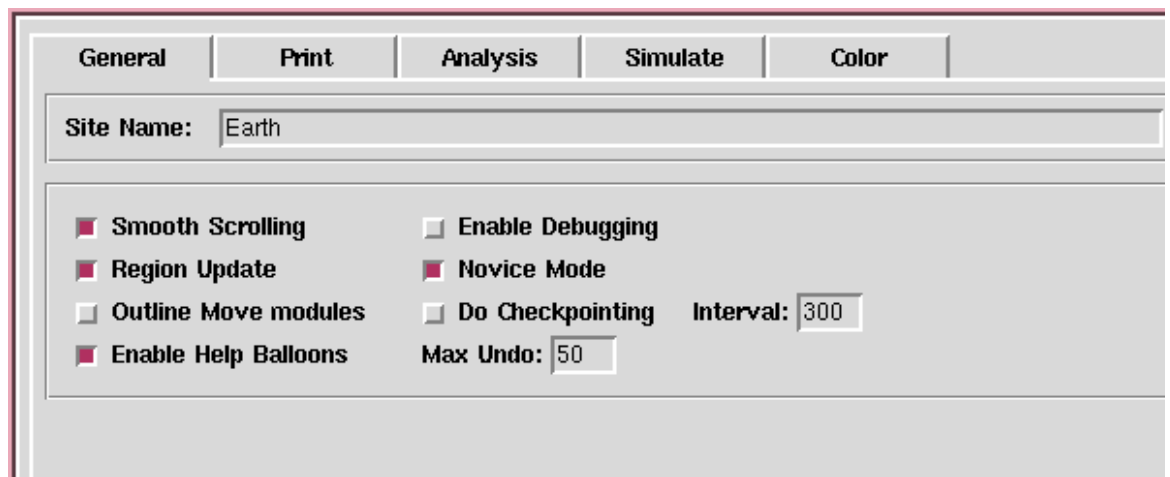 General Print Analysis Simulate Color
Site Name: Earth
Smooth Scrolling Enable Debugging
Region Update Novice Mode
Outline Move modules Do Checkpointing Interval: 300
Enable Help Balloons Max Undo: 50